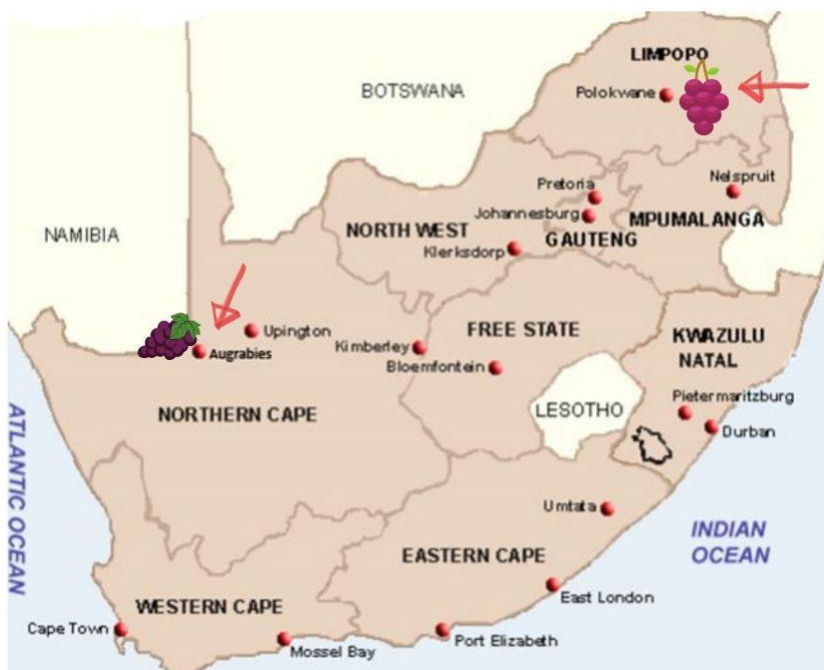 LIMPOPO
BOTSWANA
Polokwane
Nelspruit
Pretoria
Johannesburg
MPUMALANGA
NORTH WEST
GAUTENG
NAMIBIA
Klerksdorp
Upington
FREE STATE
KWAZULU
NATAL
Kimberley
Augrabies
Bloemfontein
Pietermaritzburg
LESOTHO
NORTHERN CAPE
Durban
ATLANTIC OCEAN
Umtata
INDIAN
OCEAN
EASTERN CAPE
East London
WESTERN CAPE
Cape Town
Port Elizabeth
Mossel Bay